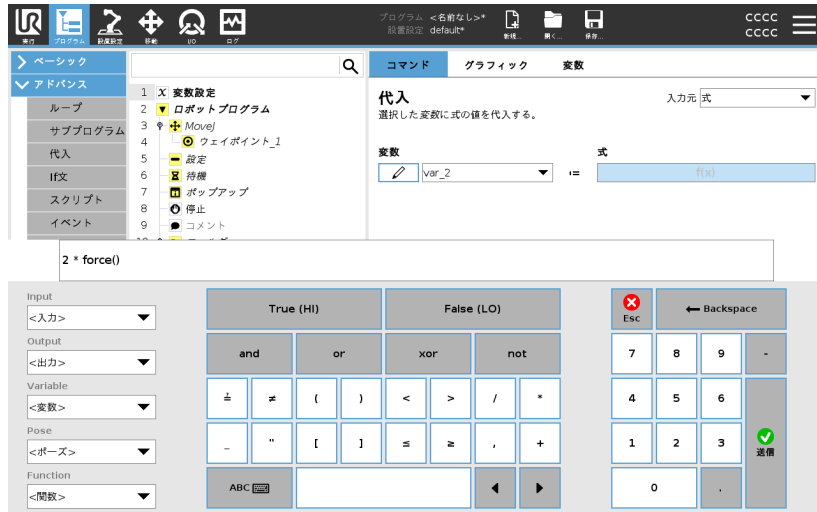 UR
実行
プログラム
設置設定
移動
I/O
ログ
プログラム <名前なし>*
設置設定 default*
新規...
開く...
保存...
CCCC
CCCC
ベーシック
アドバンス
ループ
サブプログラム
代入
If文
スクリプト
イベント
1 X 変数設定
2 ロボットプログラム
3 MoveJ
4 ウェイポイント_1
5 設定
6 待機
7 ポップアップ
8 停止
9 コメント
コマンド グラフィック 変数
代入
選択した変数に式の値を代入する。
入力元 式
変数 式
var_2 := f(x)
2 * force()
Input
<入力>
Output
<出力>
Variable
<変数>
Pose
<ポーズ>
Function
<関数>
True (HI) False (LO)
and or xor not
≟ ≠ ( ) < > / *
_ " [ ] ≤ ≥ , +
ABC
Esc Backspace
7 8 9 -
4 5 6
1 2 3 送信
0 .